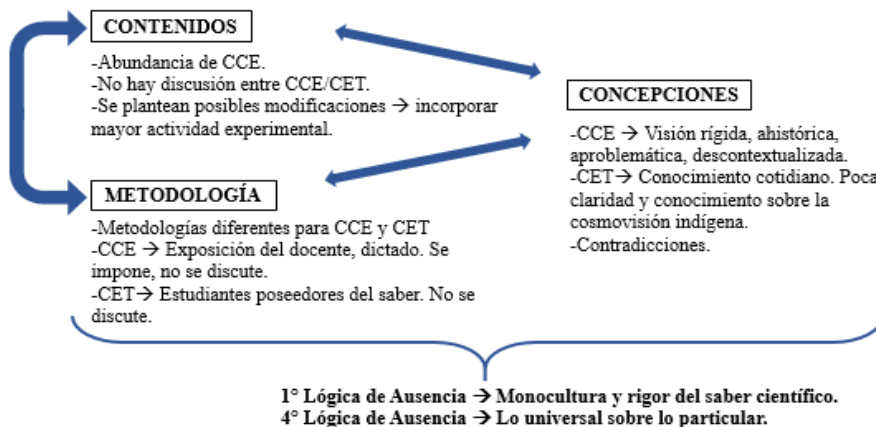 CONTENIDOS
-Abundancia de CCE.
-No hay discusión entre CCE/CET.
-Se plantean posibles modificaciones → incorporar
mayor actividad experimental.
METODOLOGÍA
-Metodologías diferentes para CCE y CET
-CCE → Exposición del docente, dictado. Se
impone, no se discute.
-CET→ Estudiantes poseedores del saber. No se
discute.
CONCEPCIONES
-CCE → Visión rígida, ahistórica,
aproblemática, descontextualizada.
-CET→ Conocimiento cotidiano. Poca
claridad y conocimiento sobre la
cosmovisión indígena.
-Contradicciones.
1° Lógica de Ausencia → Monocultura y rigor del saber científico.
4° Lógica de Ausencia → Lo universal sobre lo particular.